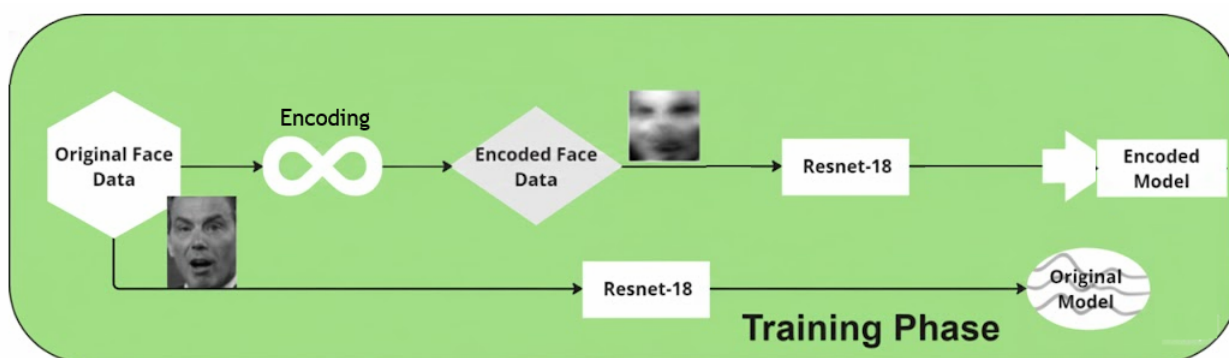 Encoding
Original Face
Data
Encoded Face
Data
Resnet-18
Encoded
Model
Resnet-18
Original
Model
Training Phase